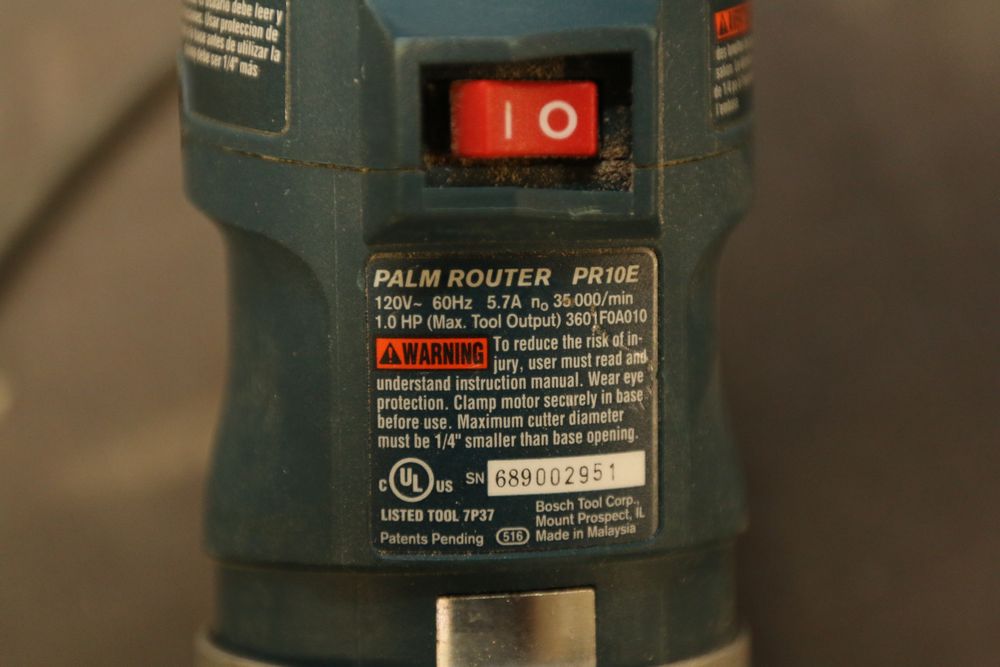 debe leer y
Usar proteccion de
antes de utilizar la
ser 1/4" más
I O
PALM ROUTER PR10E
120V~ 60Hz 5.7A no 35 000/min
1.0 HP (Max. Tool Output) 3601F0A010
WARNING To reduce the risk of in-
jury, user must read and
understand instruction manual. Wear eye
protection. Clamp motor securely in base
before use. Maximum cutter diameter
must be 1/4" smaller than base opening.
C UL US SN 689002951
LISTED TOOL 7P37
Bosch Tool Corp.,
Mount Prospect, IL
Patents Pending 516 Made in Malaysia